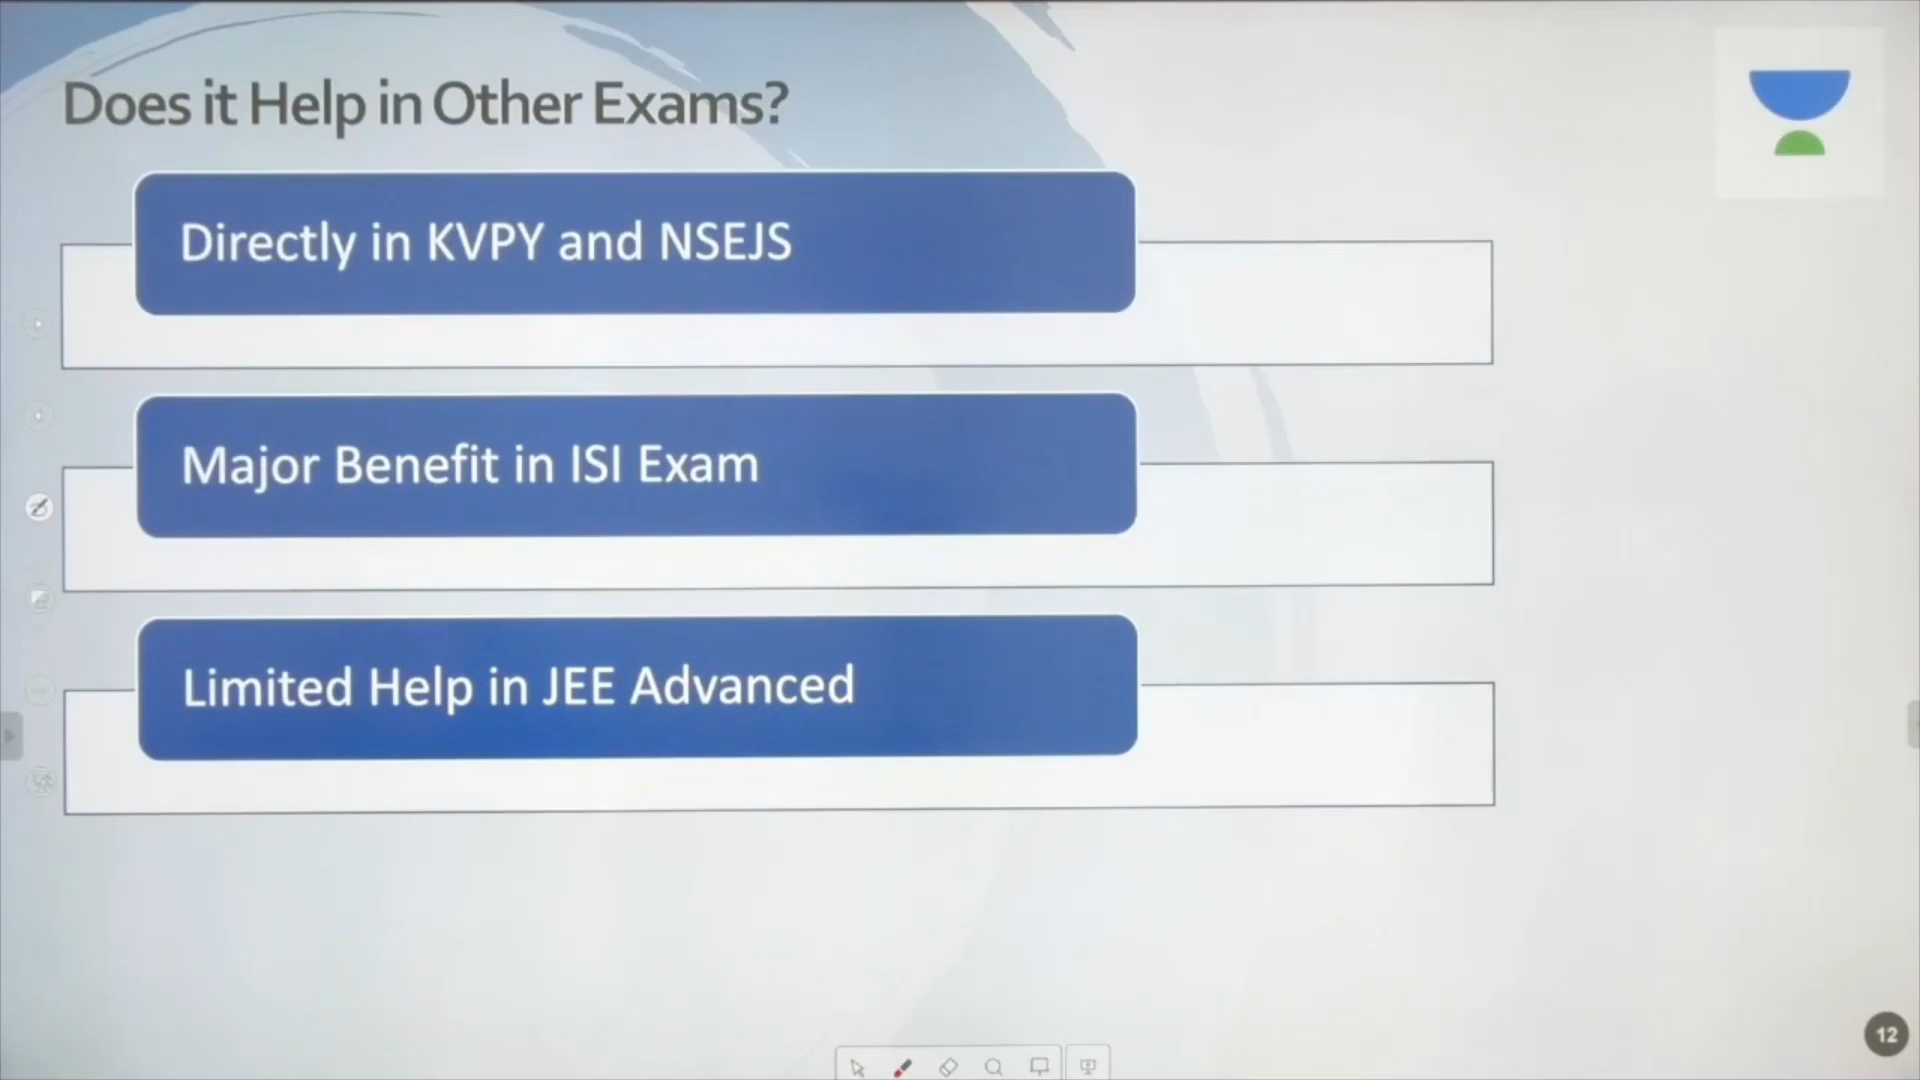 Does it Help in Other Exams?
Directly in KVPY and NSEJS
Major Benefit in ISI Exam
Limited Help in JEE Advanced
12